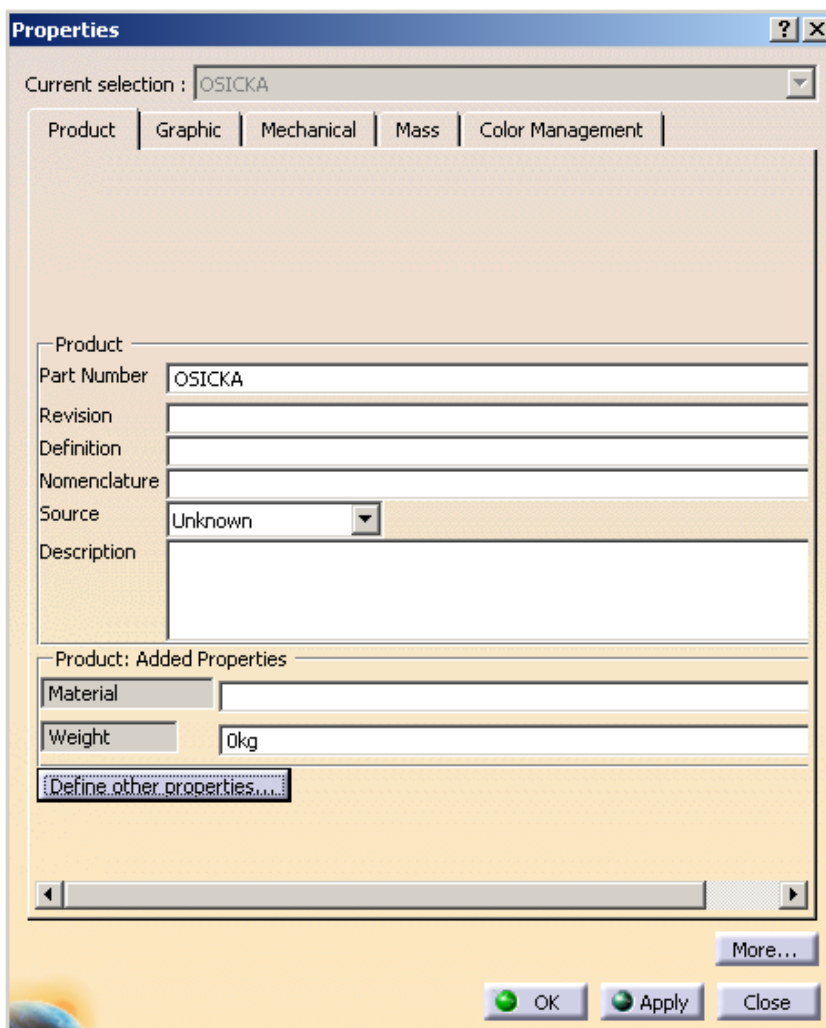 Properties
Current selection : OSICKA
Product Graphic Mechanical Mass Color Management
Product
Part Number OSICKA
Revision
Definition
Nomenclature
Source Unknown
Description
Product: Added Properties
Material
Weight 0kg
Define other properties...
More...
OK Apply Close